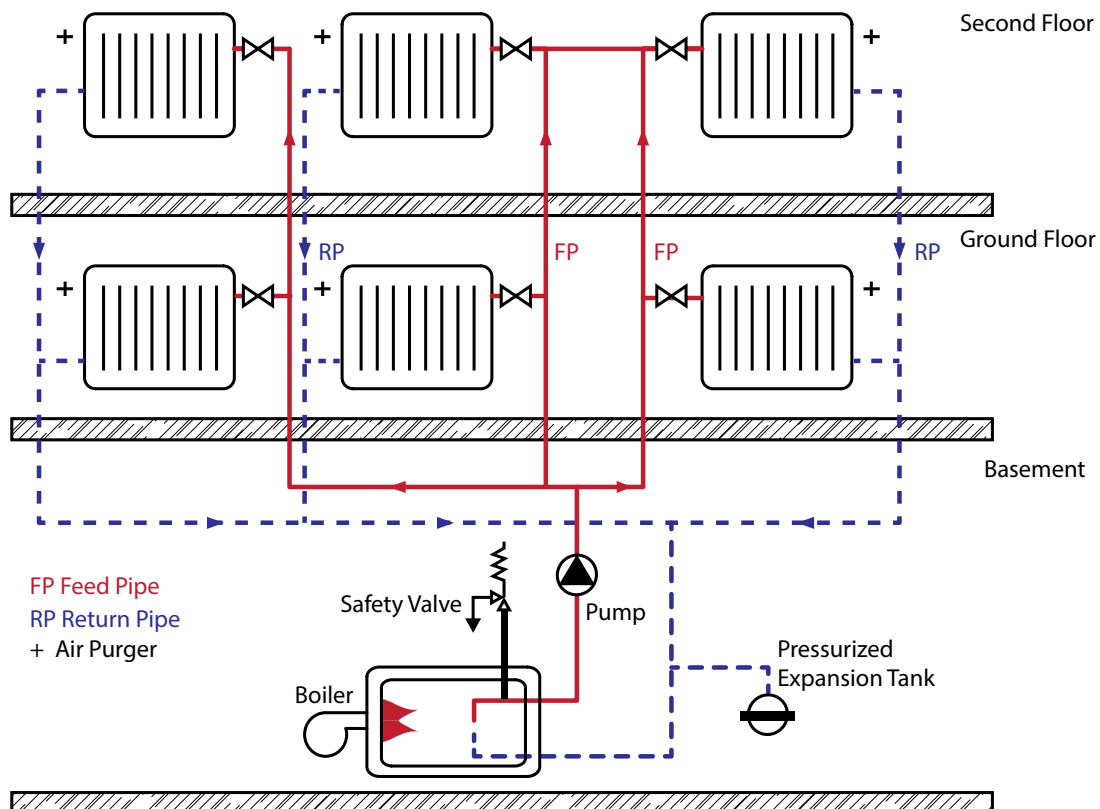 Second Floor
Ground Floor
RP
FP
FP
RP
Basement
FP Feed Pipe
RP Return Pipe
+ Air Purger
Safety Valve
Pump
Boiler
Pressurized
Expansion Tank